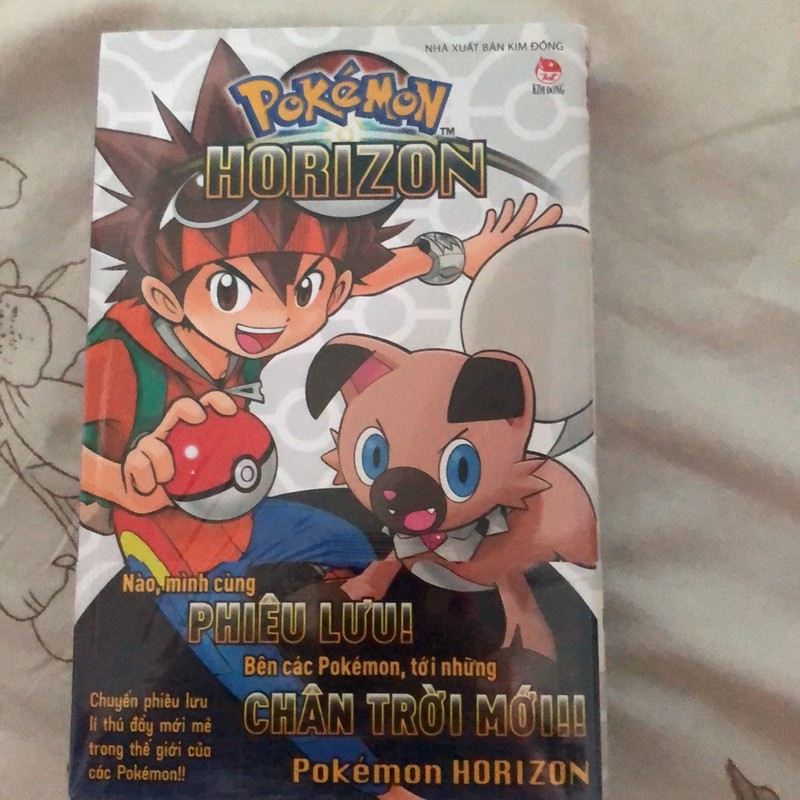 NHÀ XUẤT BẢN KIM ĐỒNG
KIM ĐỒNG
POKÉMON
TM
HORIZON
Nào, mình cùng
PHIÊU LƯU!
Bên các Pokémon, tới những
CHÂN TRỜI MỚI!!!
Chuyến phiêu lưu
lí thú đầy mới mẻ
trong thế giới của
các Pokémon!!
Pokémon HORIZON